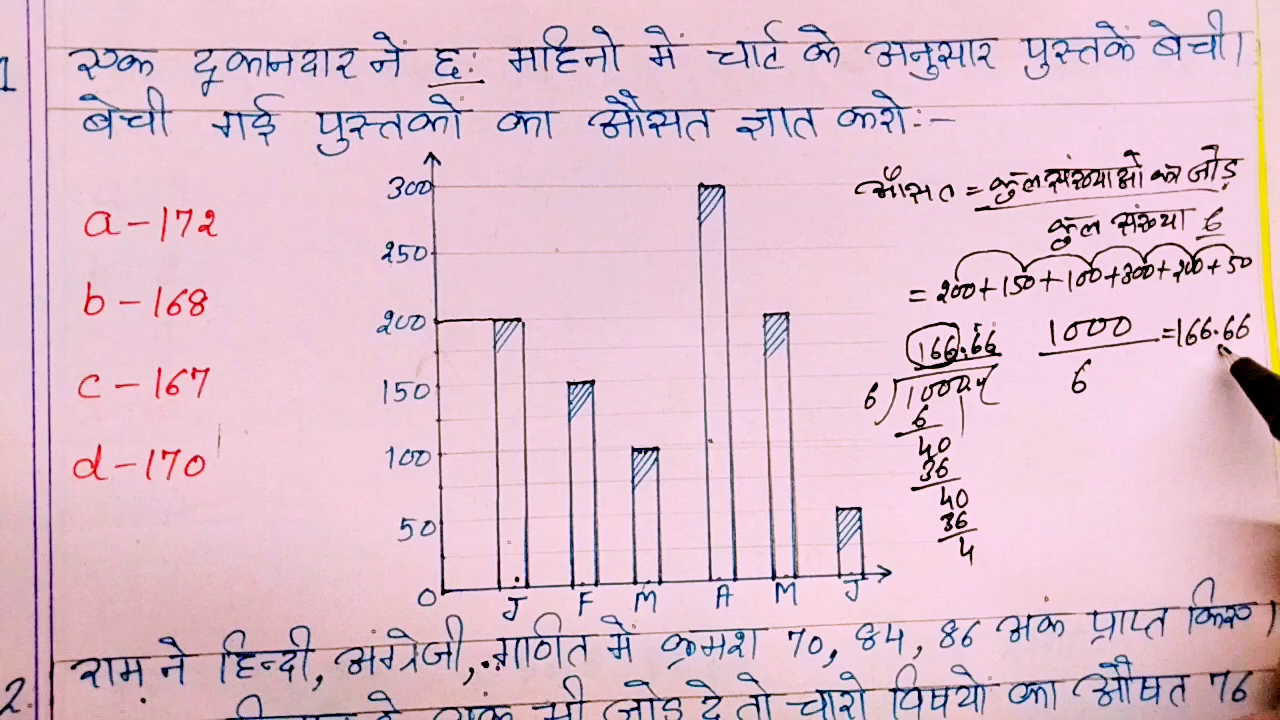 1 एक दूकानदार ने छः महिनो में चार्ट के अनुसार पुस्तकें बेची।
बेची गई पुस्तकों का औसत ज्ञात करो:-
a-172
b-168
c-167
d-170
300
250
200
150
100
50
0
J F M A M J
औसत = कुल संख्याओ का जोड़
कुल संख्या 6
= 200+150+100+300+200+50
1000 =166.66
6
166.66
6 1000.
6
40
36
40
36
4
2. राम ने हिन्दी, अंग्रेजी, गणित में क्रमश 70, 84, 86 अंक प्राप्त किए।
भी जोड़ दे तो चारो विषयो का औषत 76